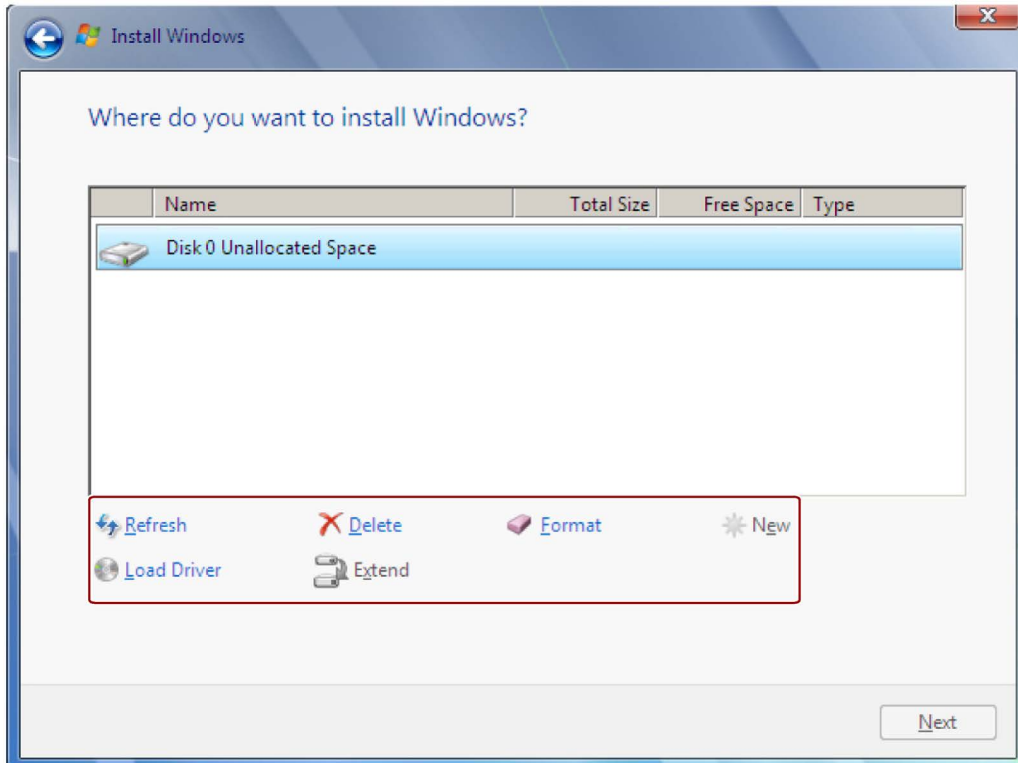 Install Windows
Where do you want to install Windows?
Name Total Size Free Space Type
Disk 0 Unallocated Space
Refresh Delete Format New
Load Driver Extend
Next